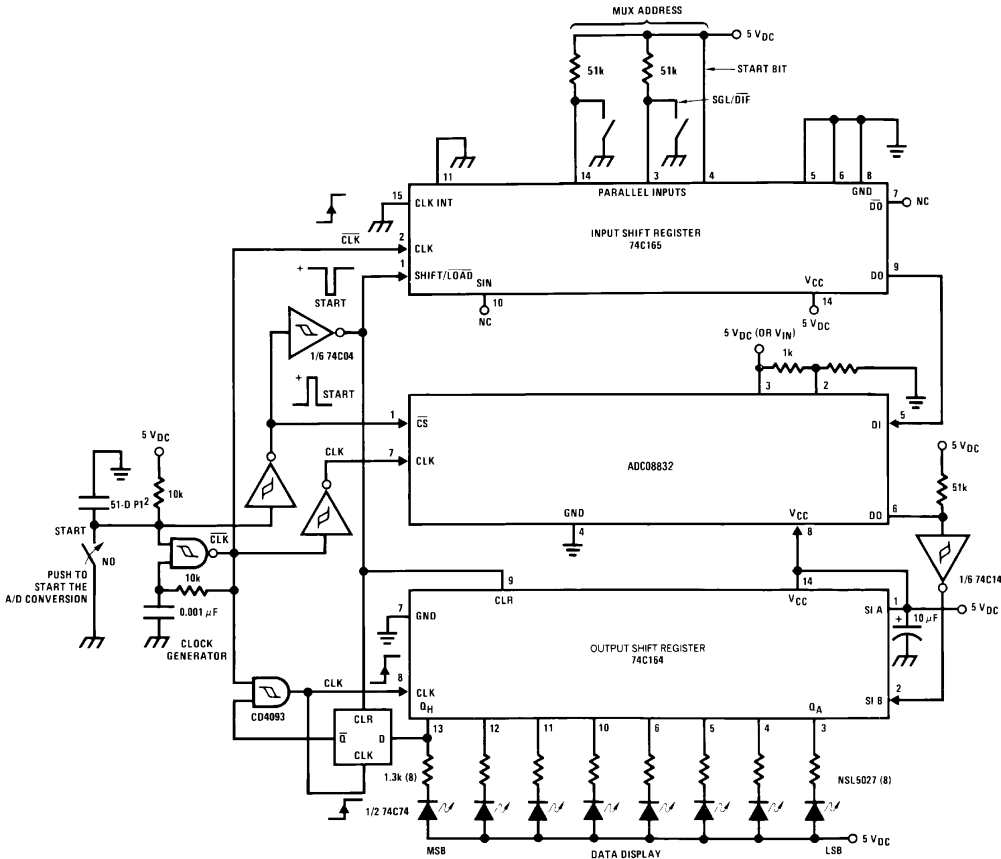 MUX ADDRESS
5 VDC
51k
51k
START BIT
SGL/DIF
11
14
3
4
5
6
8
PARALLEL INPUTS
GND
15
CLK INT
DO
7
NC
CLK
2
CLK
INPUT SHIFT REGISTER
74C165
1
SHIFT/LOAD
SIN
VCC
DO
9
+
START
10
NC
14
5 VDC
1/6 74C04
5 VDC (OR VIN)
1k
+
START
3
2
1
CS
DI
5
CLK
7
CLK
ADC08832
5 VDC
5 VDC
51-D P1²
10k
51k
GND
4
VCC
8
DO
6
START
CLK
NO
PUSH TO
START THE
A/D CONVERSION
10k
0.001 µF
CLOCK
GENERATOR
1/6 74C14
9
CLR
14
VCC
7
GND
SI A
1
5 VDC
+
10 µF
OUTPUT SHIFT REGISTER
74C164
CLK
8
CLK
QH
QA
SI B
2
CD4093
CLR
Q
D
CLK
13
12
11
10
6
5
4
3
1.3k (8)
NSL5027 (8)
1/2 74C74
MSB
DATA DISPLAY
LSB
5 VDC